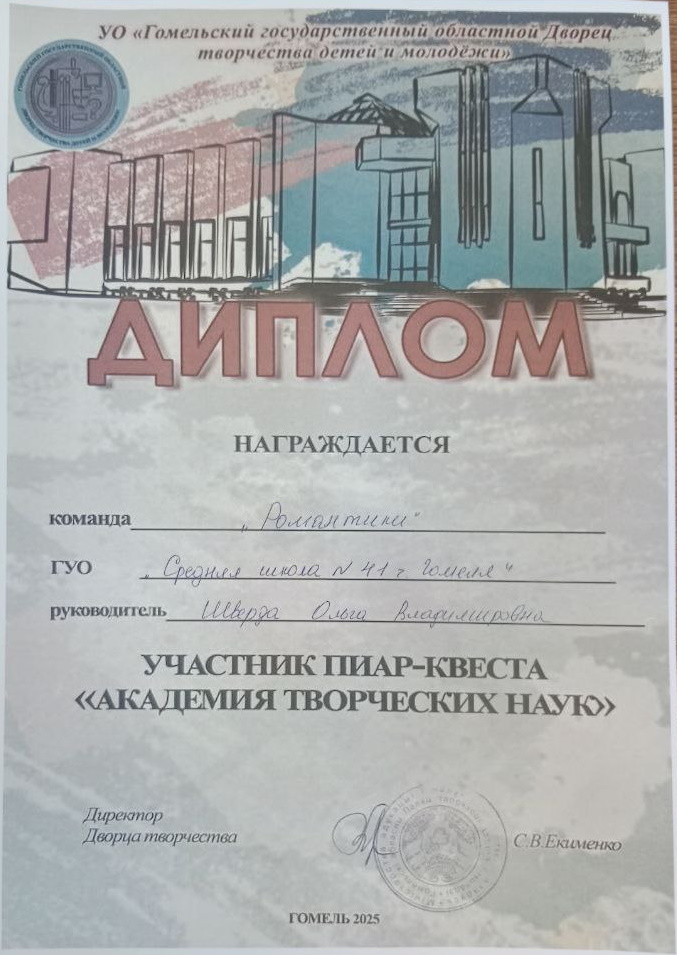 УО «Гомельский государственный областной Дворец
творчества детей и молодёжи»
ДИПЛОМ
НАГРАЖДАЕТСЯ
команда „Романтики"
ГУО „Средняя школа N 41 г. Гомеля"
руководитель Шверда Ольга Владимировна
УЧАСТНИК ПИАР-КВЕСТА
«АКАДЕМИЯ ТВОРЧЕСКИХ НАУК»
Директор
Дворца творчества
С.В.Екименко
ГОМЕЛЬ 2025